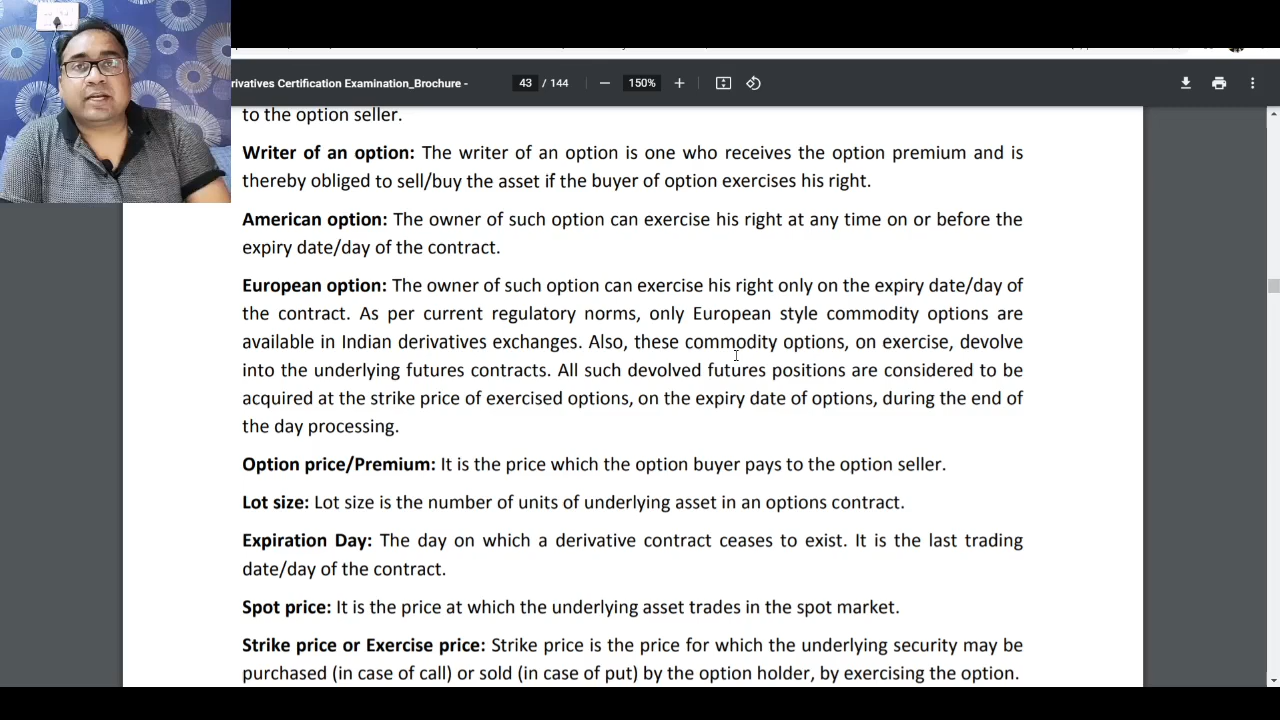 rivatives Certification Examination_Brochure -
43 / 144
150%
to the option seller.
Writer of an option: The writer of an option is one who receives the option premium and is
thereby obliged to sell/buy the asset if the buyer of option exercises his right.
American option: The owner of such option can exercise his right at any time on or before the
expiry date/day of the contract.
European option: The owner of such option can exercise his right only on the expiry date/day of
the contract. As per current regulatory norms, only European style commodity options are
available in Indian derivatives exchanges. Also, these commodity options, on exercise, devolve
into the underlying futures contracts. All such devolved futures positions are considered to be
acquired at the strike price of exercised options, on the expiry date of options, during the end of
the day processing.
Option price/Premium: It is the price which the option buyer pays to the option seller.
Lot size: Lot size is the number of units of underlying asset in an options contract.
Expiration Day: The day on which a derivative contract ceases to exist. It is the last trading
date/day of the contract.
Spot price: It is the price at which the underlying asset trades in the spot market.
Strike price or Exercise price: Strike price is the price for which the underlying security may be
purchased (in case of call) or sold (in case of put) by the option holder, by exercising the option.